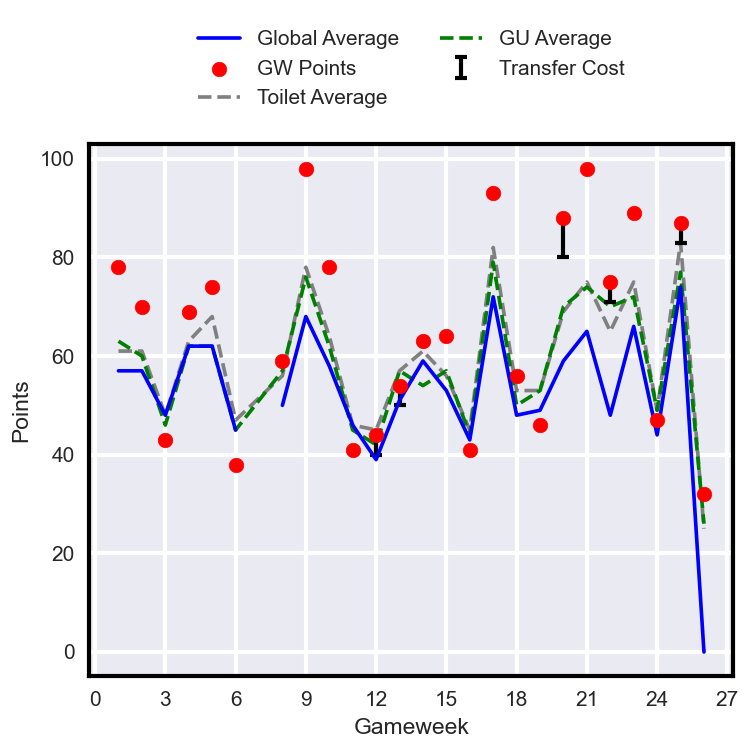 Global Average
GW Points
Toilet Average
GU Average
Transfer Cost
100
80
60
40
20
0
Points
0 3 6 9 12 15 18 21 24 27
Gameweek